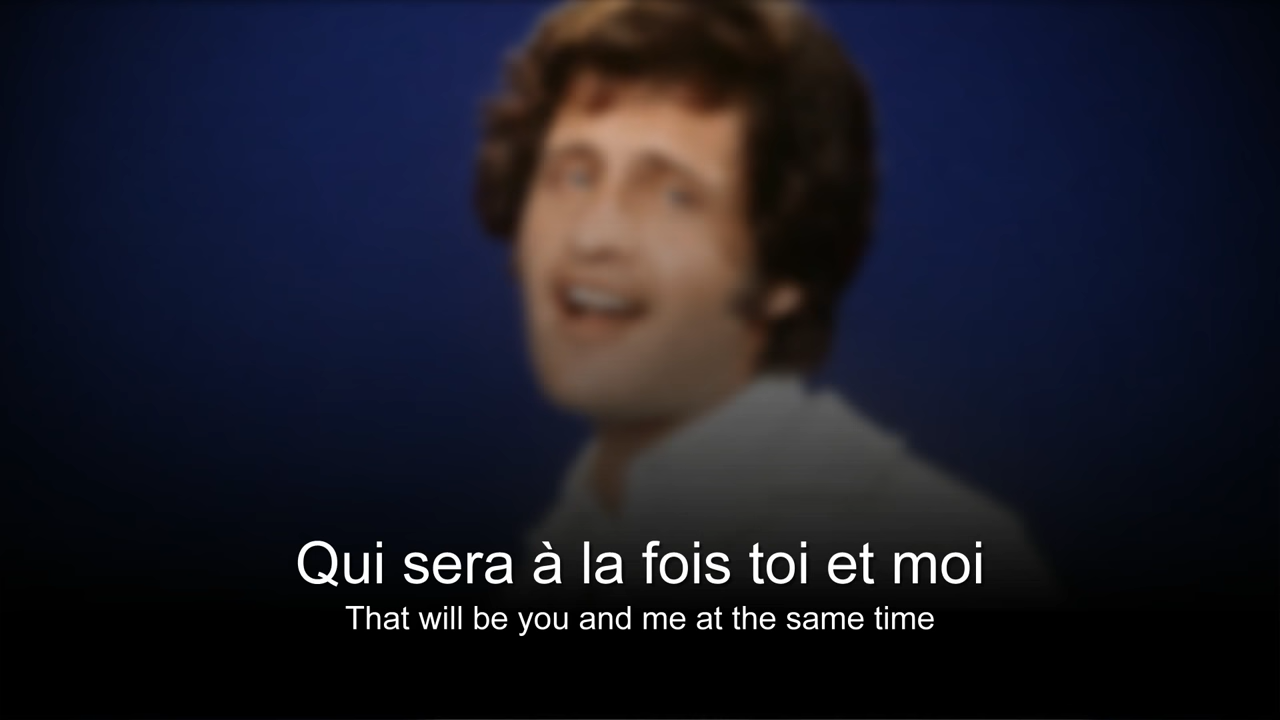 Qui sera à la fois toi et moi
That will be you and me at the same time